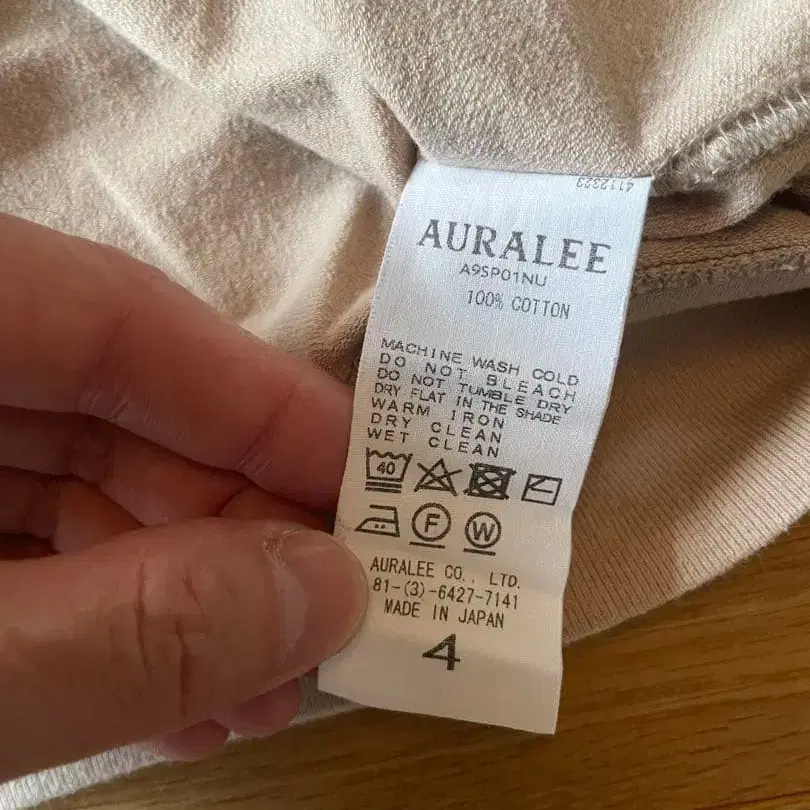 4112323
AURALEE
A9SP01NU
100% COTTON
MACHINE WASH COLD
DO NOT BLEACH
DO NOT TUMBLE DRY
DRY FLAT IN THE SHADE
WARM IRON
DRY CLEAN
WET CLEAN
40
F W
AURALEE CO., LTD.
81-(3)-6427-7141
MADE IN JAPAN
4